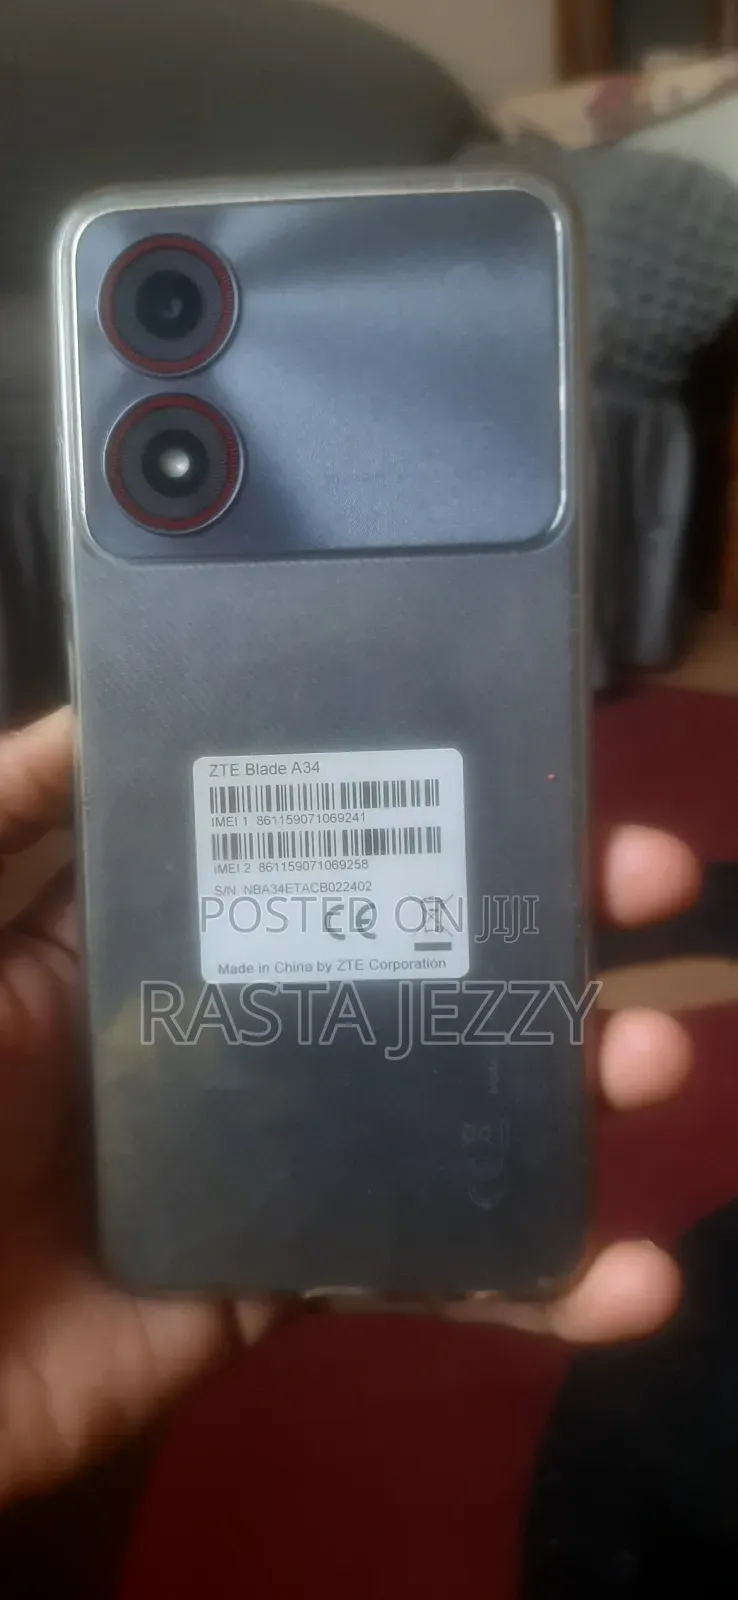 ZTE Blade A34
IMEI 1 861159071069241
IMEI 2 861159071069258
S/N NBA34ETACB022402
POSTED ON JIJI
CE
Made in China by ZTE Corporation
RASTA JEZZY